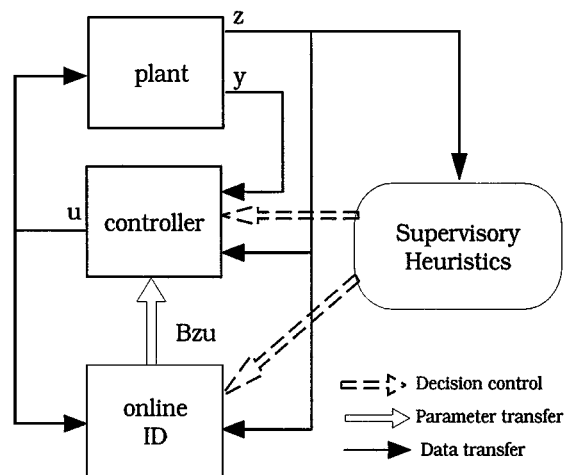 z
plant
y
u
controller
Supervisory
Heuristics
Bzu
online
ID
Decision control
Parameter transfer
Data transfer